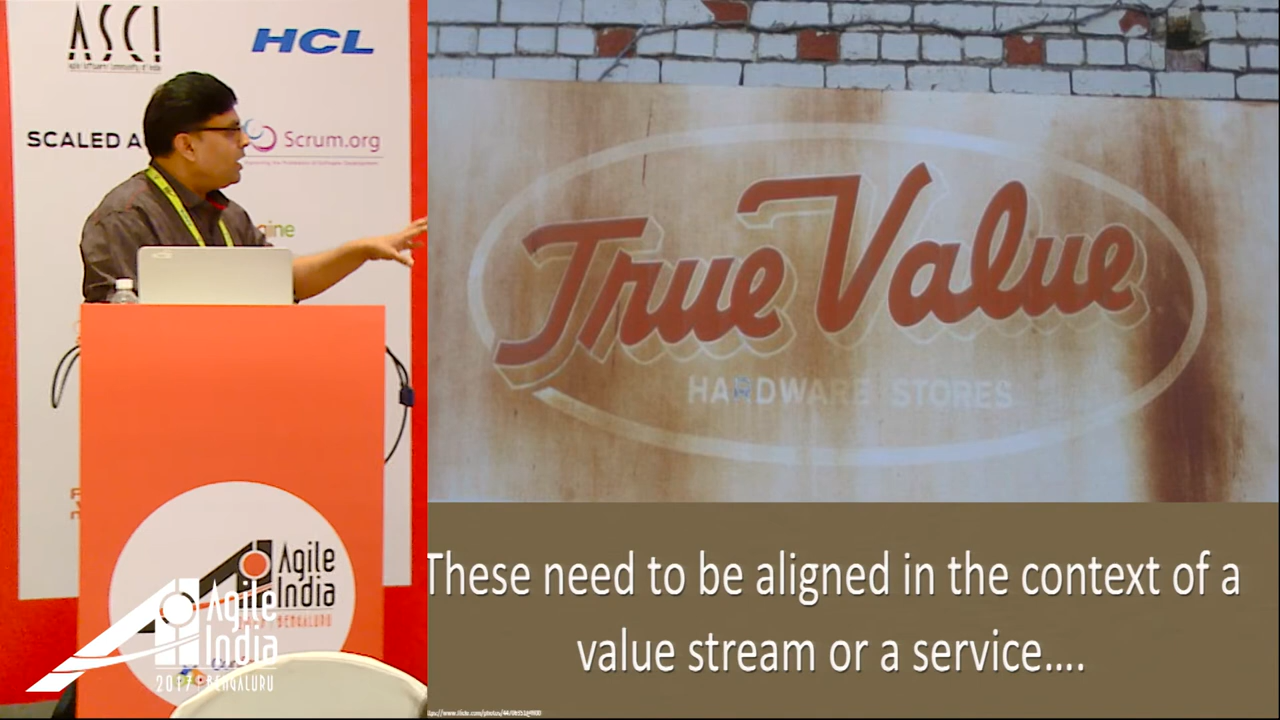 ASCI
HCL
SCALED A
Scrum.org
gine
Agile
India
BENGALURU
Agile
India
2017 BENGALURU
True Value
HARDWARE STORES
These need to be aligned in the context of a
value stream or a service....